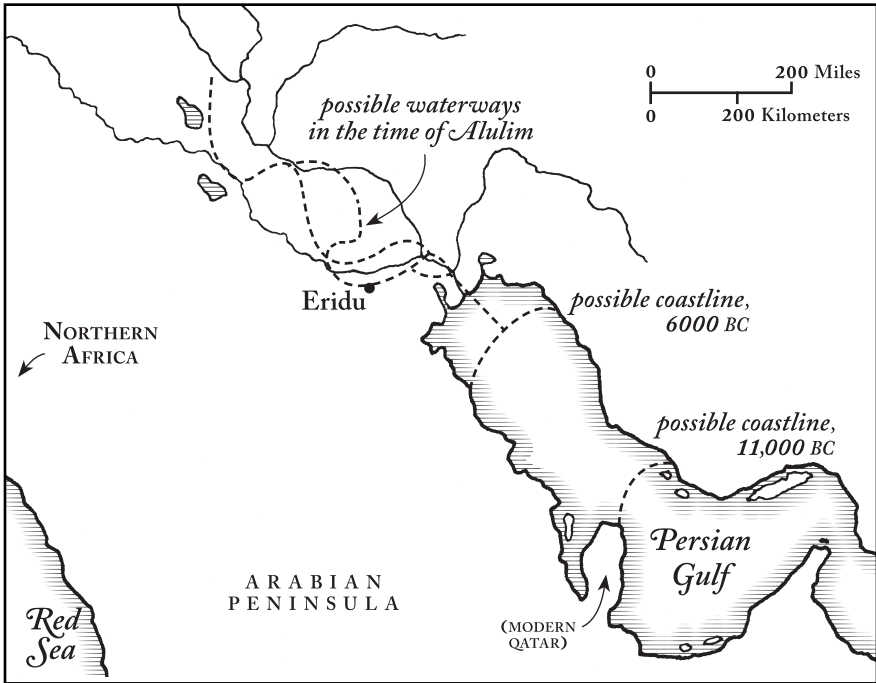 0 200 Miles
0 200 Kilometers
possible waterways
in the time of Alulim
Eridu
possible coastline,
6000 BC
NORTHERN
AFRICA
possible coastline,
11,000 BC
Persian
Gulf
ARABIAN
PENINSULA
(MODERN
QATAR)
Red
Sea